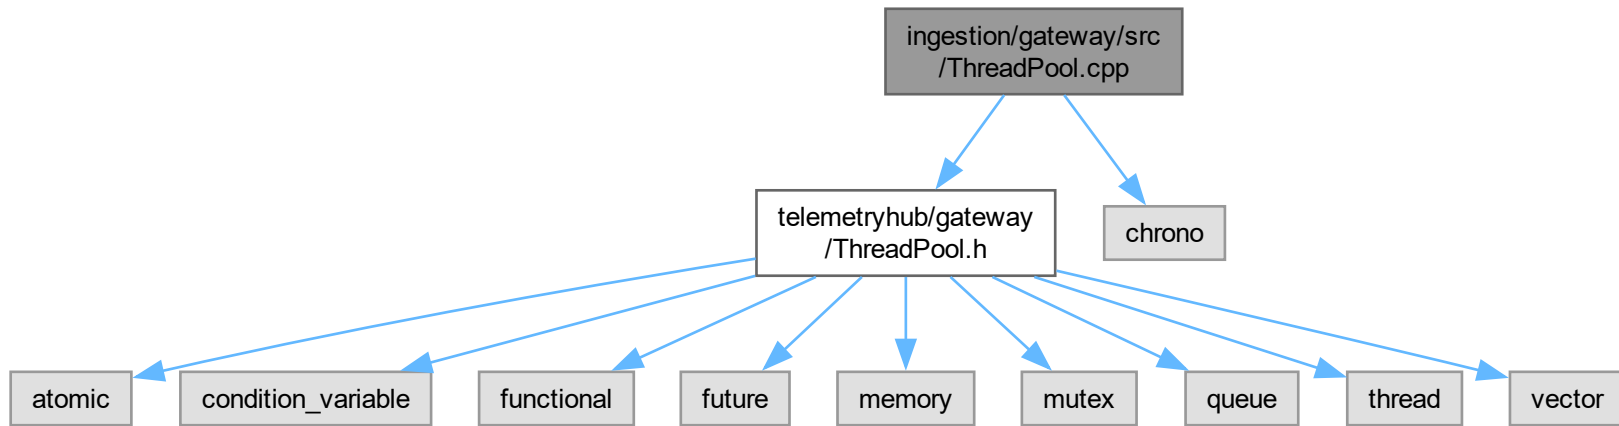 ingestion/gateway/src
/ThreadPool.cpp
telemetryhub/gateway
/ThreadPool.h
chrono
atomic
condition_variable
functional
future
memory
mutex
queue
thread
vector